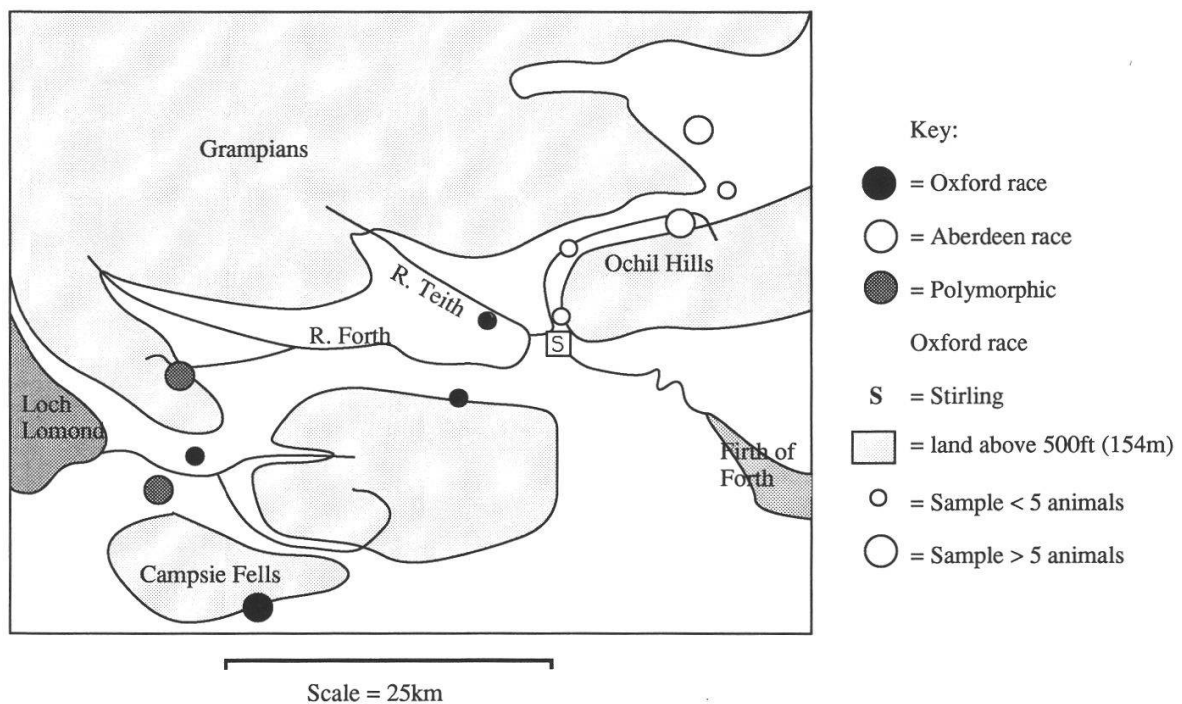 Grampians
R. Teith
Ochil Hills
R. Forth
S
Loch
Lomond
Firth of
Forth
Campsie Fells
Scale = 25km
Key:
= Oxford race
= Aberdeen race
= Polymorphic
Oxford race
S = Stirling
= land above 500ft (154m)
= Sample < 5 animals
= Sample > 5 animals